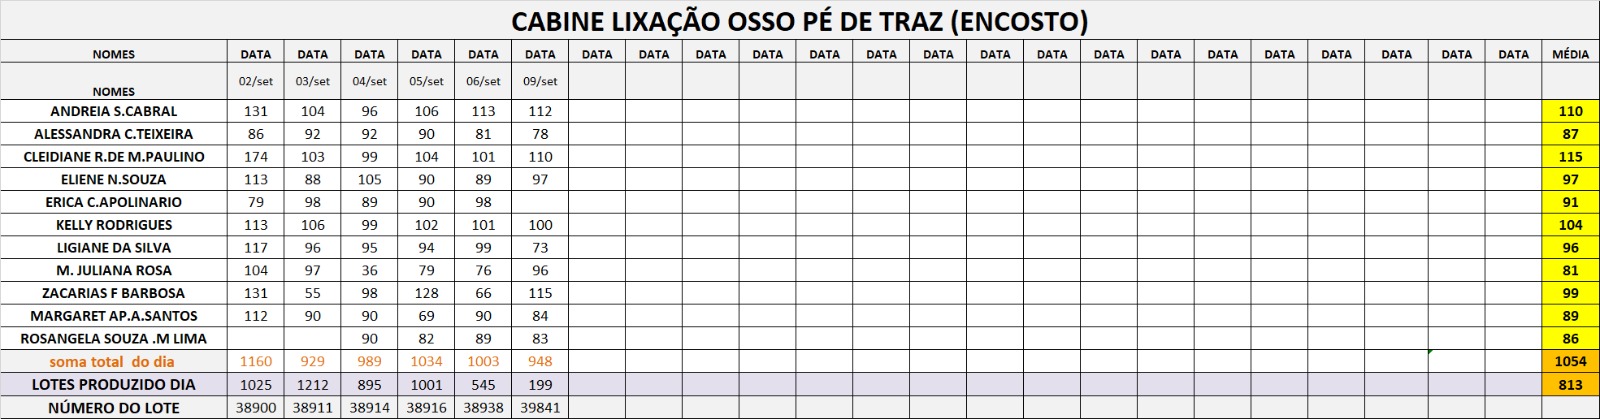 CABINE LIXAÇÃO OSSO PÉ DE TRAZ (ENCOSTO)
NOMES DATA DATA DATA DATA DATA DATA DATA DATA DATA DATA DATA DATA DATA DATA DATA DATA DATA DATA DATA DATA DATA DATA DATA MÉDIA
NOMES 02/set 03/set 04/set 05/set 06/set 09/set
ANDREIA S.CABRAL 131 104 96 106 113 112 110
ALESSANDRA C.TEIXEIRA 86 92 92 90 81 78 87
CLEIDIANE R.DE M.PAULINO 174 103 99 104 101 110 115
ELIENE N.SOUZA 113 88 105 90 89 97 97
ERICA C.APOLINARIO 79 98 89 90 98 91
KELLY RODRIGUES 113 106 99 102 101 100 104
LIGIANE DA SILVA 117 96 95 94 99 73 96
M. JULIANA ROSA 104 97 36 79 76 96 81
ZACARIAS F BARBOSA 131 55 98 128 66 115 99
MARGARET AP.A.SANTOS 112 90 90 69 90 84 89
ROSANGELA SOUZA .M LIMA 90 82 89 83 86
soma total do dia 1160 929 989 1034 1003 948 1054
LOTES PRODUZIDO DIA 1025 1212 895 1001 545 199 813
NÚMERO DO LOTE 38900 38911 38914 38916 38938 39841